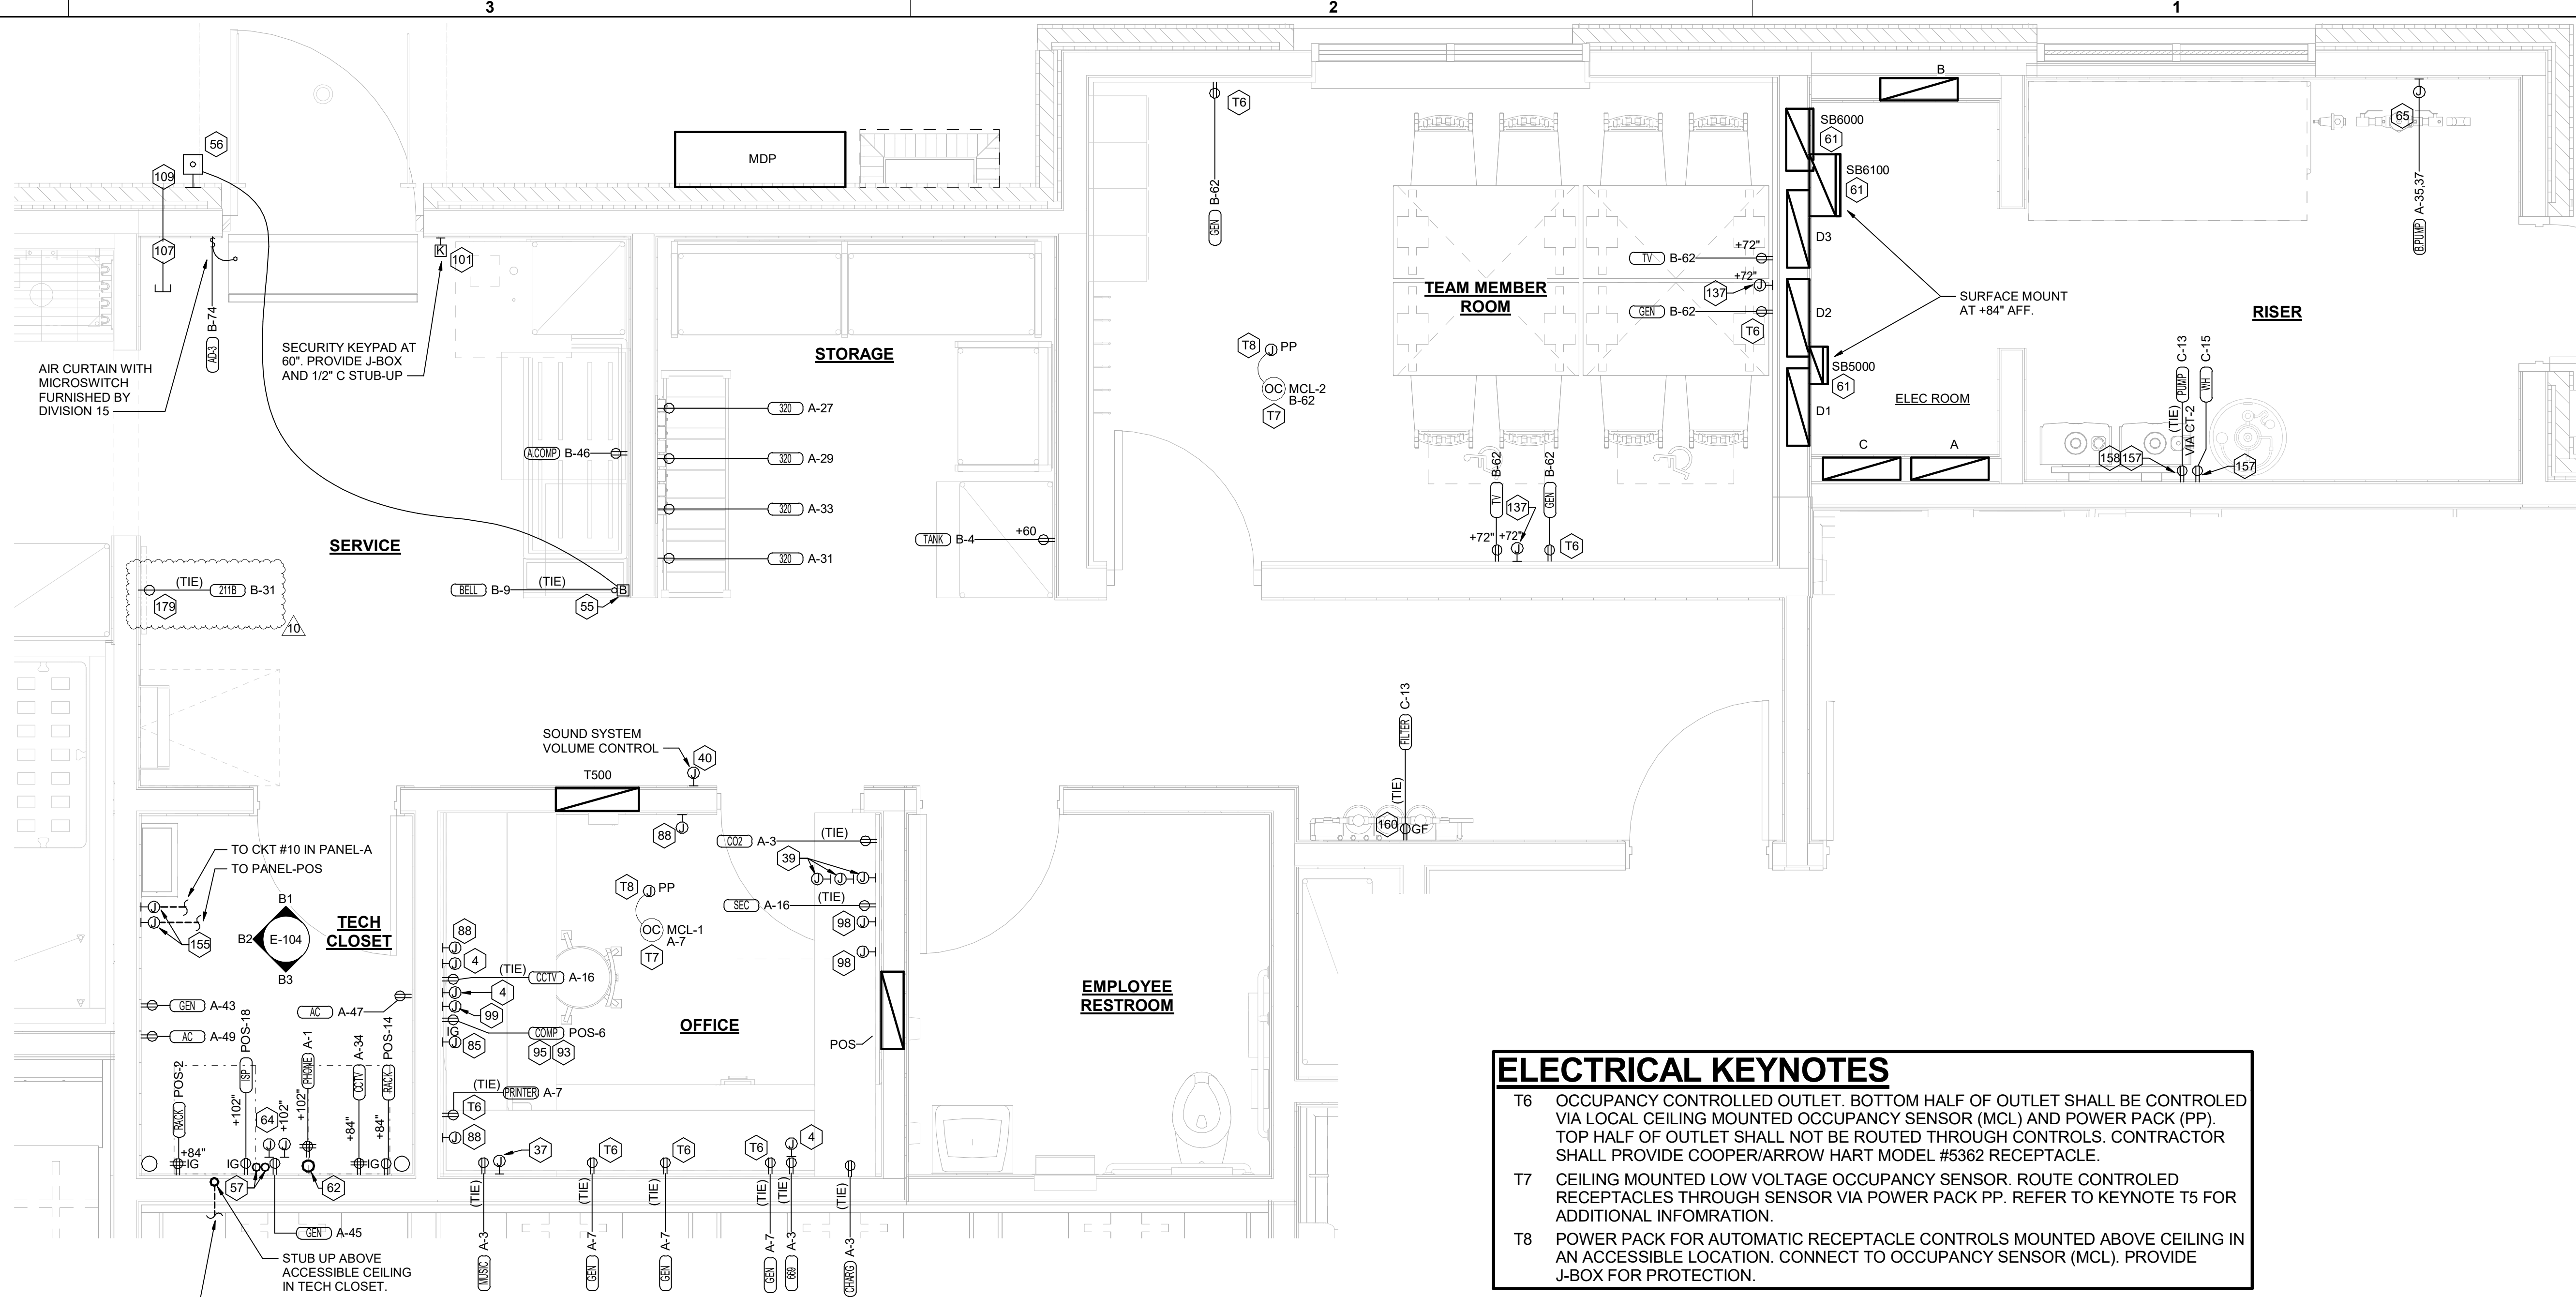 3
2
1
B
MDP
56
109
107
T6
GEN B-62
SB6000
61
SB6100
61
65
B.PUMP A-35,37
K
101
B-74
AD-3
SECURITY KEYPAD AT
60". PROVIDE J-BOX
AND 1/2" C STUB-UP
AIR CURTAIN WITH
MICROSWITCH
FURNISHED BY
DIVISION 15
STORAGE
TEAM MEMBER
ROOM
TV B-62
+72"
+72"
137
J
GEN B-62
T6
D3
D2
D1
SURFACE MOUNT
AT +84" AFF.
RISER
T8
J PP
OC MCL-2
B-62
T7
SB5000
61
ELEC ROOM
C
A
PUMP C-13
(TIE)
VIA CT-2
WH C-15
158
157
157
320 A-27
320 A-29
320 A-33
320 A-31
A.COMP B-46
TANK B-4
+60
TV B-62
GEN B-62
137
+72"
+72"
J
T6
SERVICE
(TIE)
211B B-31
179
10
BELL B-9
(TIE)
B
55
SOUND SYSTEM
VOLUME CONTROL
40
J
T500
FILTER C-13
(TIE)
160
GF
88
J
CO2 A-3
(TIE)
39
J J J
SEC A-16
(TIE)
98
J
98
J
TO CKT #10 IN PANEL-A
TO PANEL-POS
J
J
155
B1
B2
E-104
B3
TECH
CLOSET
T8
J PP
OC MCL-1
A-7
T7
88
J
4
J
(TIE)
CCTV A-16
J
4
J
99
IG
COMP POS-6
95
93
J
85
OFFICE
POS
EMPLOYEE
RESTROOM
GEN A-43
AC A-49
AC A-47
RACK POS-2
ISP POS-18
PHONE A-1
CCTV A-34
RACK POS-14
+84"
+102"
64
+102"
+102"
+84"
+84"
IG
IG
J J
IG
57
62
GEN A-45
STUB UP ABOVE
ACCESSIBLE CEILING
IN TECH CLOSET.
(TIE)
PRINTER A-7
T6
J
88
J
37
T6
T6
T6
J
4
(TIE)
MUSIC A-3
(TIE)
GEN A-7
(TIE)
GEN A-7
(TIE)
GEN A-7
(TIE)
669 A-3
(TIE)
CHARG A-3
ELECTRICAL KEYNOTES
T6 OCCUPANCY CONTROLLED OUTLET. BOTTOM HALF OF OUTLET SHALL BE CONTROLED
VIA LOCAL CEILING MOUNTED OCCUPANCY SENSOR (MCL) AND POWER PACK (PP).
TOP HALF OF OUTLET SHALL NOT BE ROUTED THROUGH CONTROLS. CONTRACTOR
SHALL PROVIDE COOPER/ARROW HART MODEL #5362 RECEPTACLE.
T7 CEILING MOUNTED LOW VOLTAGE OCCUPANCY SENSOR. ROUTE CONTROLED
RECEPTACLES THROUGH SENSOR VIA POWER PACK PP. REFER TO KEYNOTE T5 FOR
ADDITIONAL INFOMRATION.
T8 POWER PACK FOR AUTOMATIC RECEPTACLE CONTROLS MOUNTED ABOVE CEILING IN
AN ACCESSIBLE LOCATION. CONNECT TO OCCUPANCY SENSOR (MCL). PROVIDE
J-BOX FOR PROTECTION.